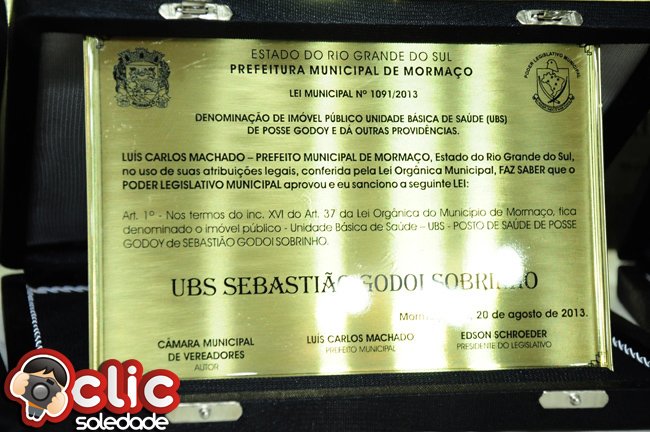 ESTADO DO RIO GRANDE DO SUL
PREFEITURA MUNICIPAL DE MORMAÇO
PODER LEGISLATIVO MUNICIPAL
LEI MUNICIPAL Nº 1091/2013
DENOMINAÇÃO DE IMÓVEL PÚBLICO UNIDADE BÁSICA DE SAÚDE (UBS)
DE POSSE GODOY E DÁ OUTRAS PROVIDÊNCIAS.
LUÍS CARLOS MACHADO – PREFEITO MUNICIPAL DE MORMAÇO, Estado do Rio Grande do Sul,
no uso de suas atribuições legais, conferida pela Lei Orgânica Municipal, FAZ SABER que o
PODER LEGISLATIVO MUNICIPAL aprovou e eu sanciono a seguinte LEI:
Art. 1º - Nos termos do inc. XVI do Art. 37 da Lei Orgânica do Município de Mormaço, fica
denominado o imóvel público - Unidade Básica de Saúde – UBS - POSTO DE SAÚDE DE POSSE
GODOY de SEBASTIÃO GODOI SOBRINHO.
UBS SEBASTIÃO GODOI SOBRINHO
20 de agosto de 2013.
CÂMARA MUNICIPAL
DE VEREADORES
AUTOR
LUÍS CARLOS MACHADO
PREFEITO MUNICIPAL
EDSON SCHROEDER
PRESIDENTE DO LEGISLATIVO
clic
soledade